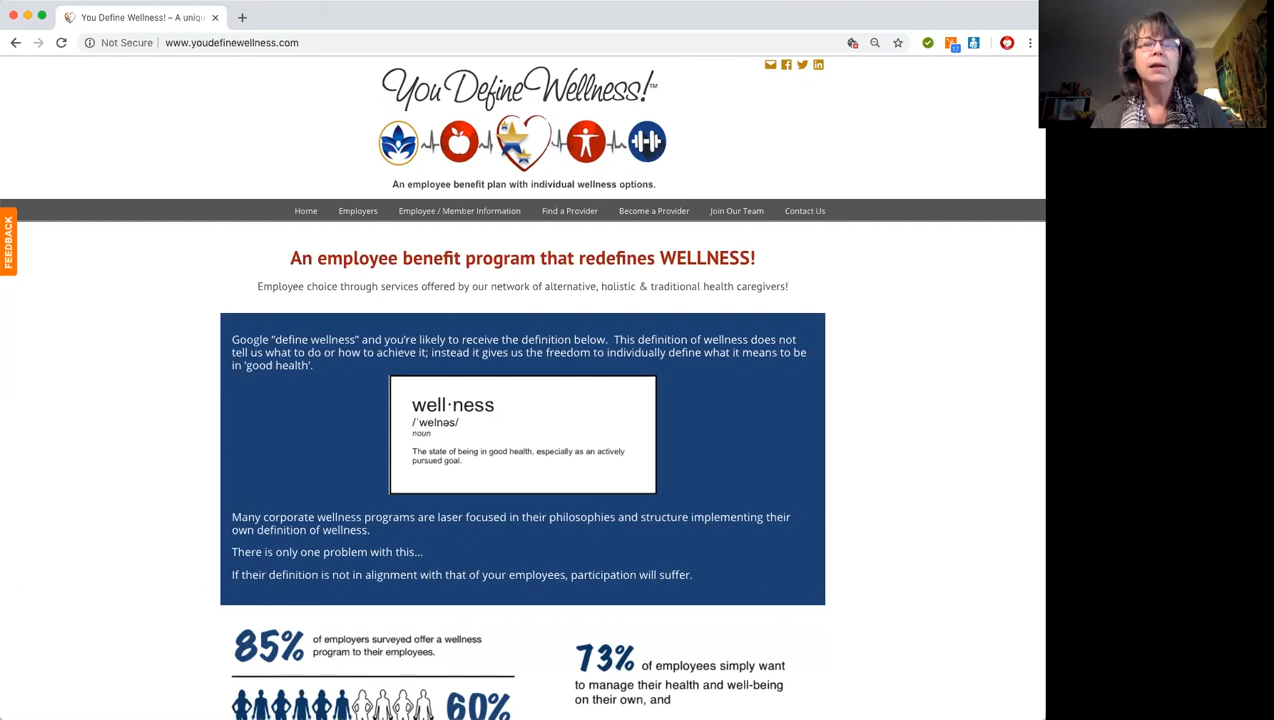 You Define Wellness! – A uniqu
Not Secure
www.youdefinewellness.com
17
You Define Wellness!™
An employee benefit plan with individual wellness options.
Home Employers Employee / Member Information Find a Provider Become a Provider Join Our Team Contact Us
FEEDBACK
An employee benefit program that redefines WELLNESS!
Employee choice through services offered by our network of alternative, holistic & traditional health caregivers!
Google “define wellness” and you’re likely to receive the definition below. This definition of wellness does not
tell us what to do or how to achieve it; instead it gives us the freedom to individually define what it means to be
in ‘good health’.
well·ness
/ˈwelnəs/
noun
The state of being in good health, especially as an actively
pursued goal.
Many corporate wellness programs are laser focused in their philosophies and structure implementing their
own definition of wellness.
There is only one problem with this...
If their definition is not in alignment with that of your employees, participation will suffer.
85% of employers surveyed offer a wellness
program to their employees.
60%
73% of employees simply want
to manage their health and well-being
on their own, and